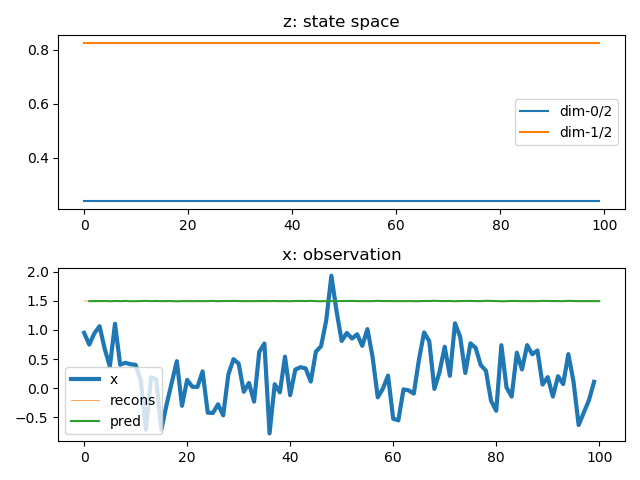 z: state space
0.8
0.6
0.4
dim-0/2
dim-1/2
0 20 40 60 80 100
x: observation
2.0
1.5
1.0
0.5
0.0
−0.5
x
recons
pred
0 20 40 60 80 100